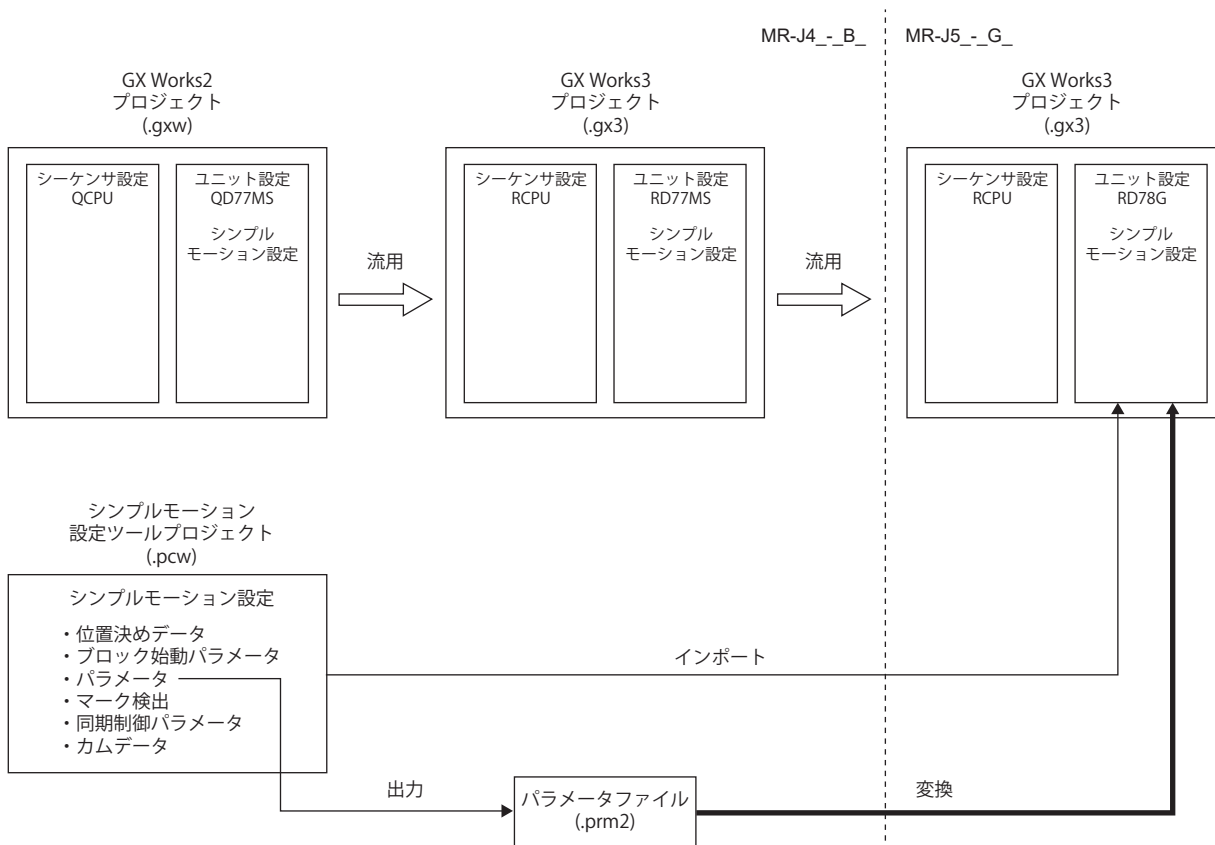 MR-J4_-_B_
MR-J5_-_G_
GX Works2
プロジェクト
(.gxw)
シーケンサ設定
QCPU
ユニット設定
QD77MS
シンプル
モーション設定
流用
GX Works3
プロジェクト
(.gx3)
シーケンサ設定
RCPU
ユニット設定
RD77MS
シンプル
モーション設定
流用
GX Works3
プロジェクト
(.gx3)
シーケンサ設定
RCPU
ユニット設定
RD78G
シンプル
モーション設定
シンプルモーション
設定ツールプロジェクト
(.pcw)
シンプルモーション設定
・位置決めデータ
・ブロック始動パラメータ
・パラメータ
・マーク検出
・同期制御パラメータ
・カムデータ
インポート
出力
パラメータファイル
(.prm2)
変換